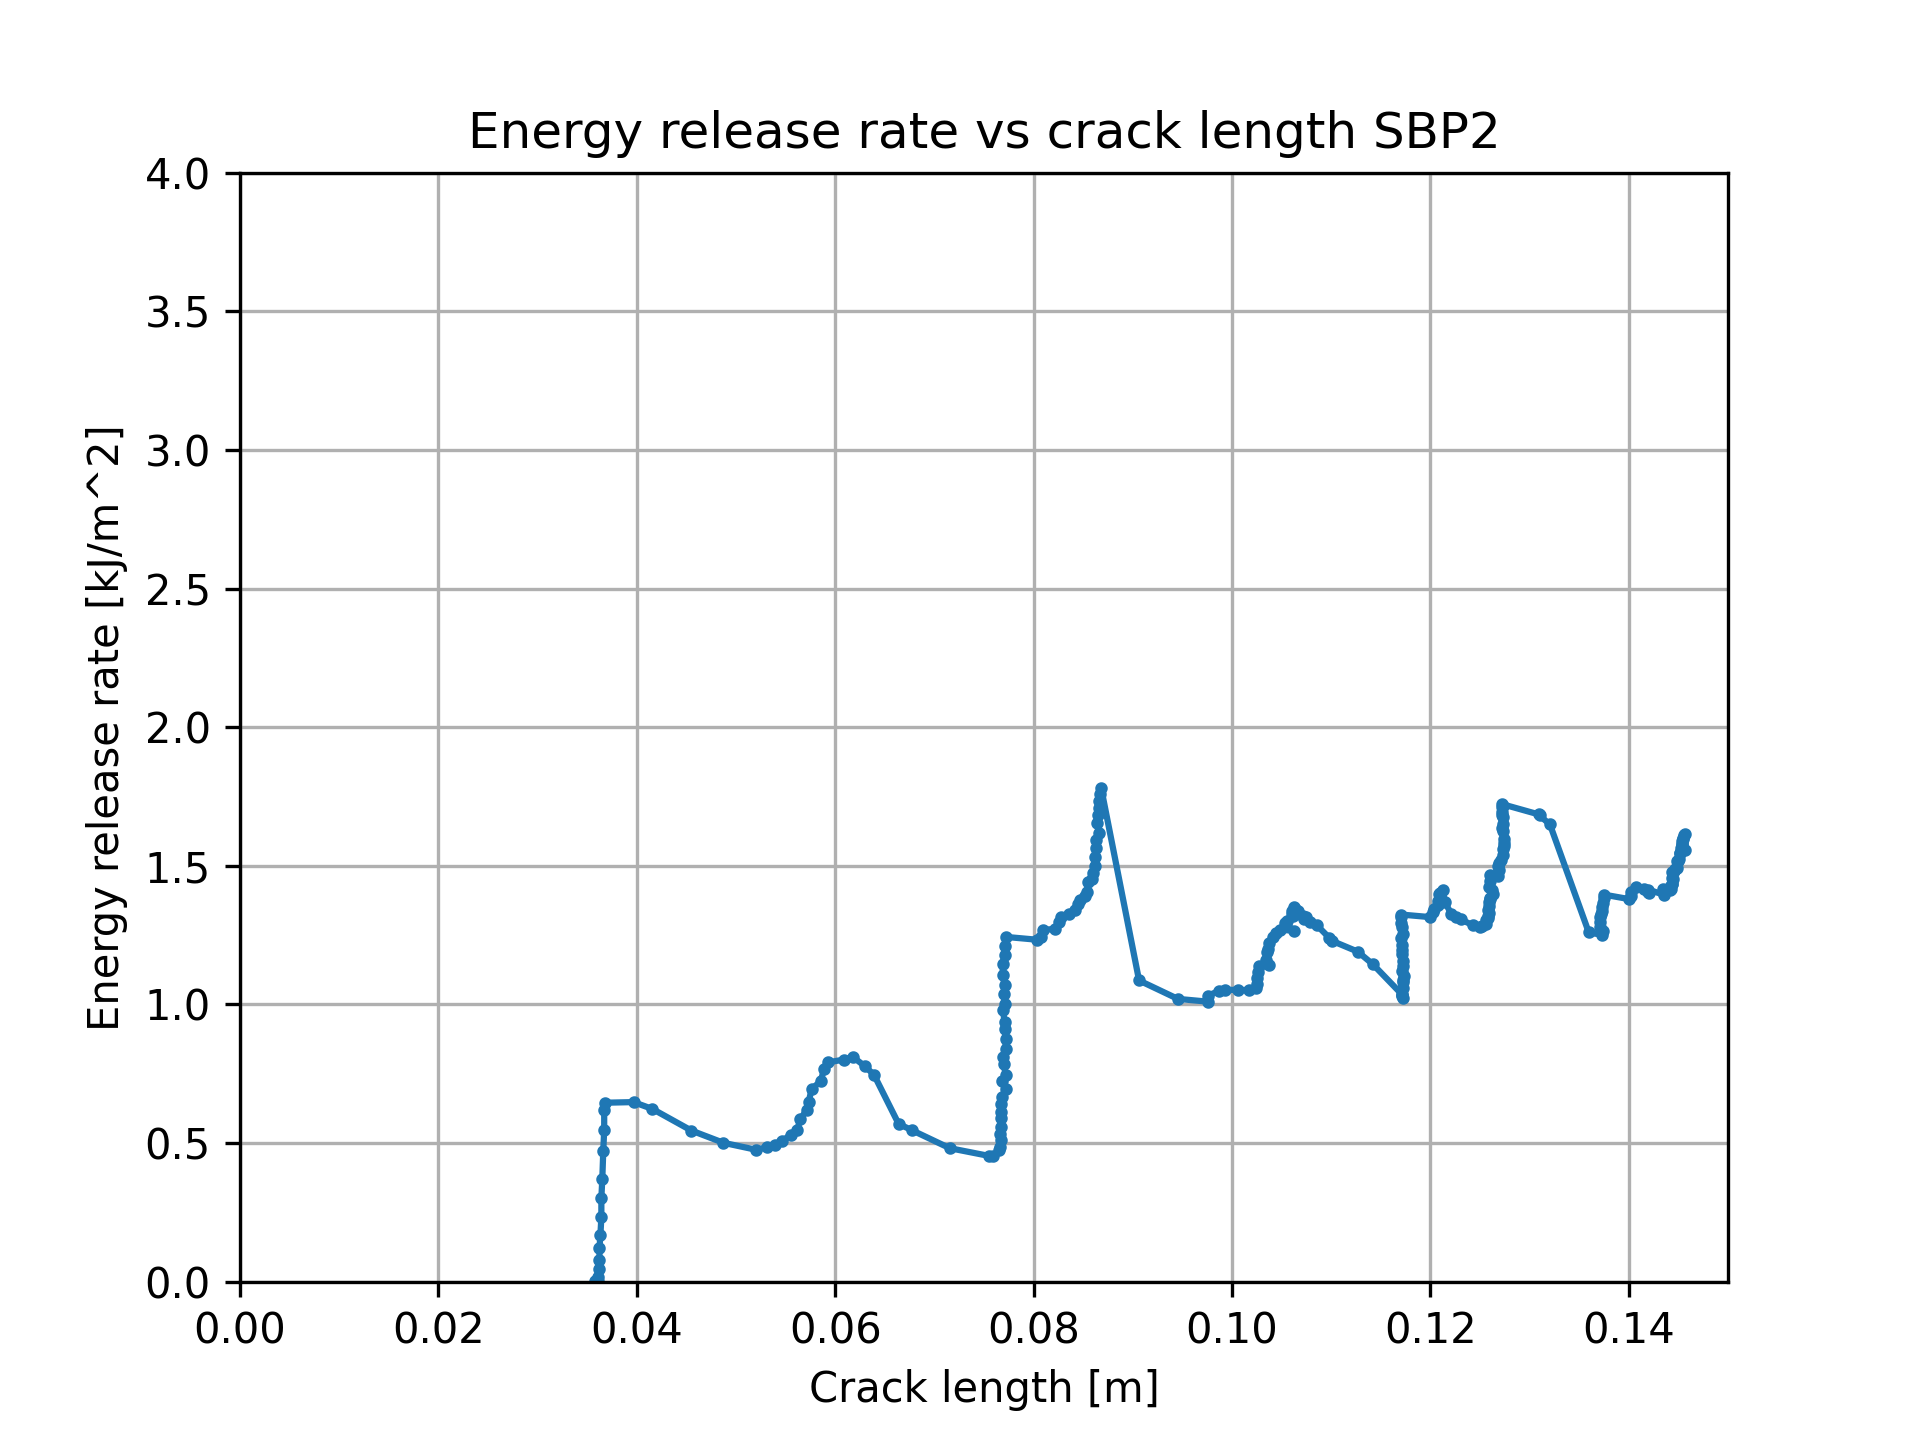 Energy release rate vs crack length SBP2
4.0
3.5
3.0
2.5
2.0
1.5
1.0
0.5
0.0
Energy release rate [kJ/m^2]
0.00 0.02 0.04 0.06 0.08 0.10 0.12 0.14
Crack length [m]